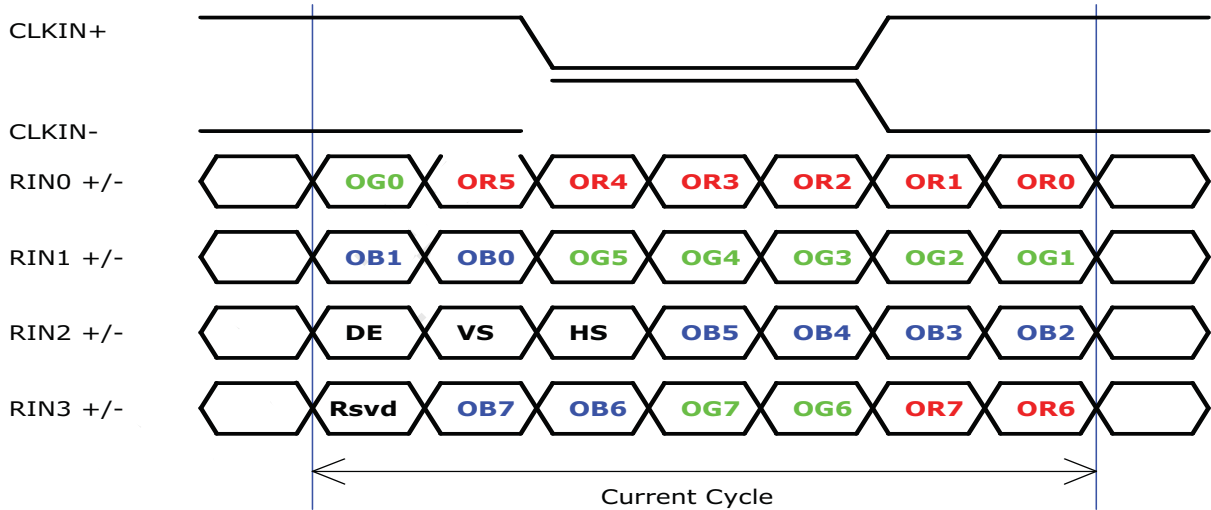 CLKIN+
CLKIN-
RIN0 +/- OG0 OR5 OR4 OR3 OR2 OR1 OR0
RIN1 +/- OB1 OB0 OG5 OG4 OG3 OG2 OG1
RIN2 +/- DE VS HS OB5 OB4 OB3 OB2
RIN3 +/- Rsvd OB7 OB6 OG7 OG6 OR7 OR6
Current Cycle